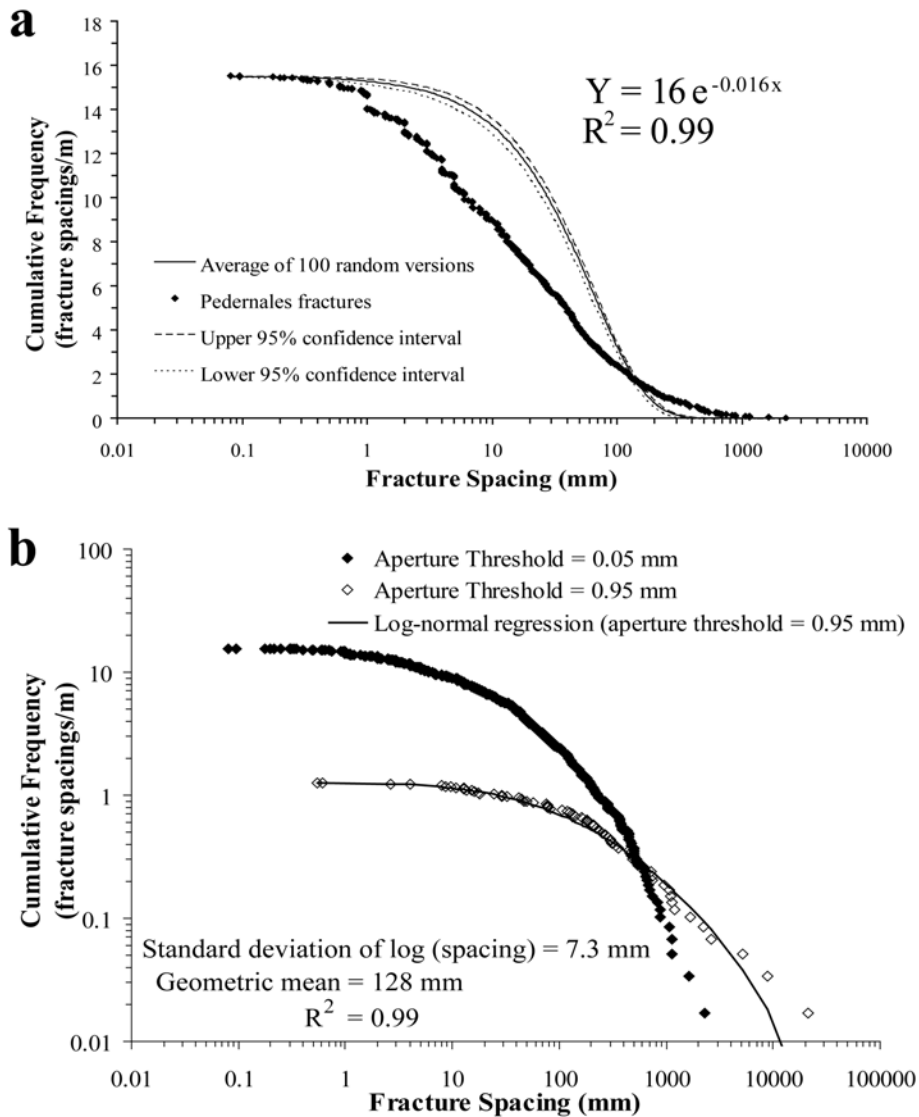 a
18
16
14
12
10
8
6
4
2
0
Cumulative Frequency
(fracture spacings/m)
Y = 16 e^-0.016x
R² = 0.99
Average of 100 random versions
Pedernales fractures
Upper 95% confidence interval
Lower 95% confidence interval
0.01 0.1 1 10 100 1000 10000
Fracture Spacing (mm)
b
100
10
1
0.1
0.01
Cumulative Frequency
(fracture spacings/m)
Aperture Threshold = 0.05 mm
Aperture Threshold = 0.95 mm
Log-normal regression (aperture threshold = 0.95 mm)
Standard deviation of log (spacing) = 7.3 mm
Geometric mean = 128 mm
R² = 0.99
0.01 0.1 1 10 100 1000 10000 100000
Fracture Spacing (mm)